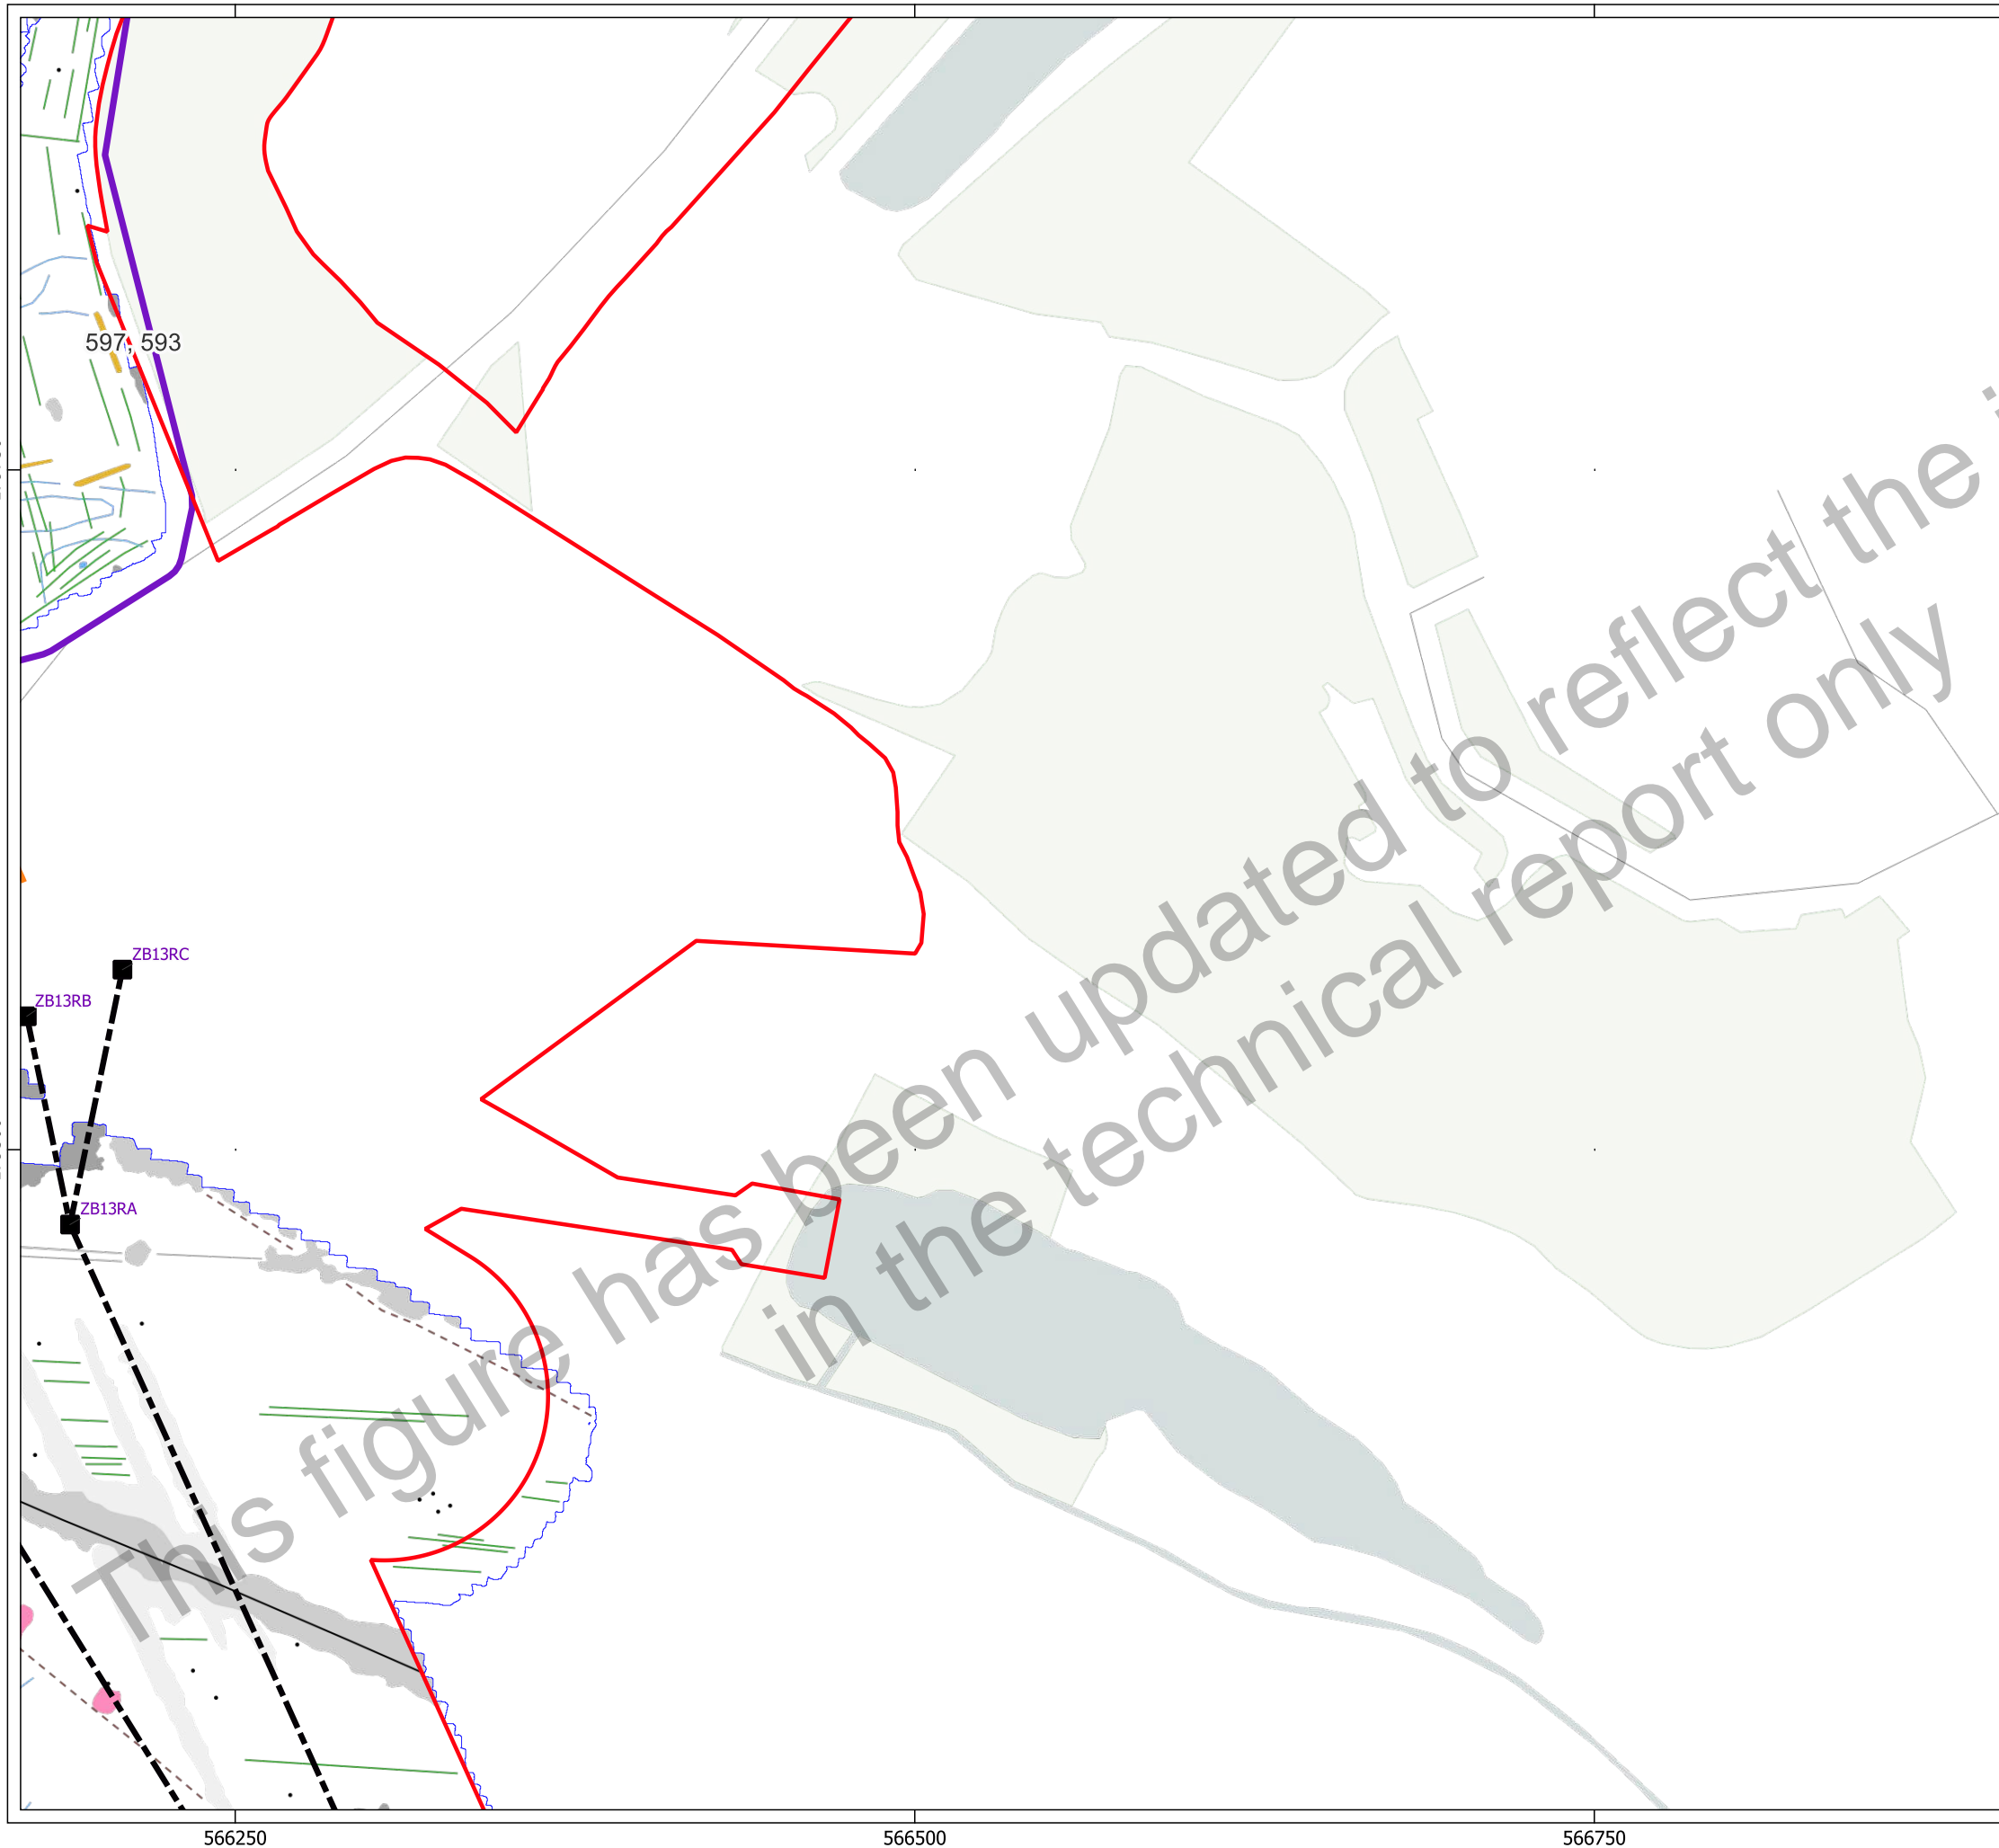 597, 593
ZB13RC
ZB13RB
ZB13RA
This figure has been updated to reflect the
in the technical report only
566250
566500
566750